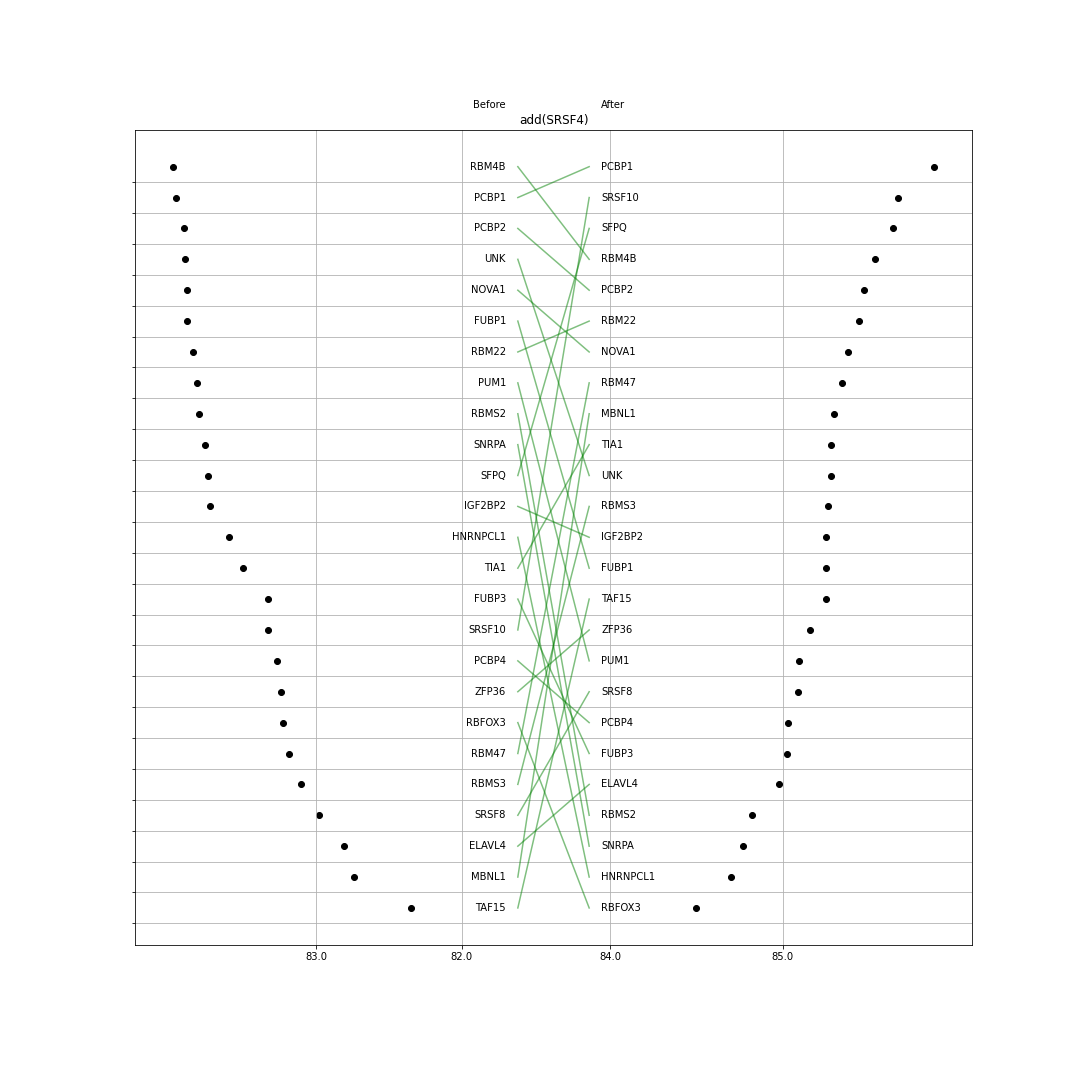 Before After
add(SRSF4)
RBM4B PCBP1
PCBP1 SRSF10
PCBP2 SFPQ
UNK RBM4B
NOVA1 PCBP2
FUBP1 RBM22
RBM22 NOVA1
PUM1 RBM47
RBMS2 MBNL1
SNRPA TIA1
SFPQ UNK
IGF2BP2 RBMS3
HNRNPCL1 IGF2BP2
TIA1 FUBP1
FUBP3 TAF15
SRSF10 ZFP36
PCBP4 PUM1
ZFP36 SRSF8
RBFOX3 PCBP4
RBM47 FUBP3
RBMS3 ELAVL4
SRSF8 RBMS2
ELAVL4 SNRPA
MBNL1 HNRNPCL1
TAF15 RBFOX3
83.0 82.0 84.0 85.0